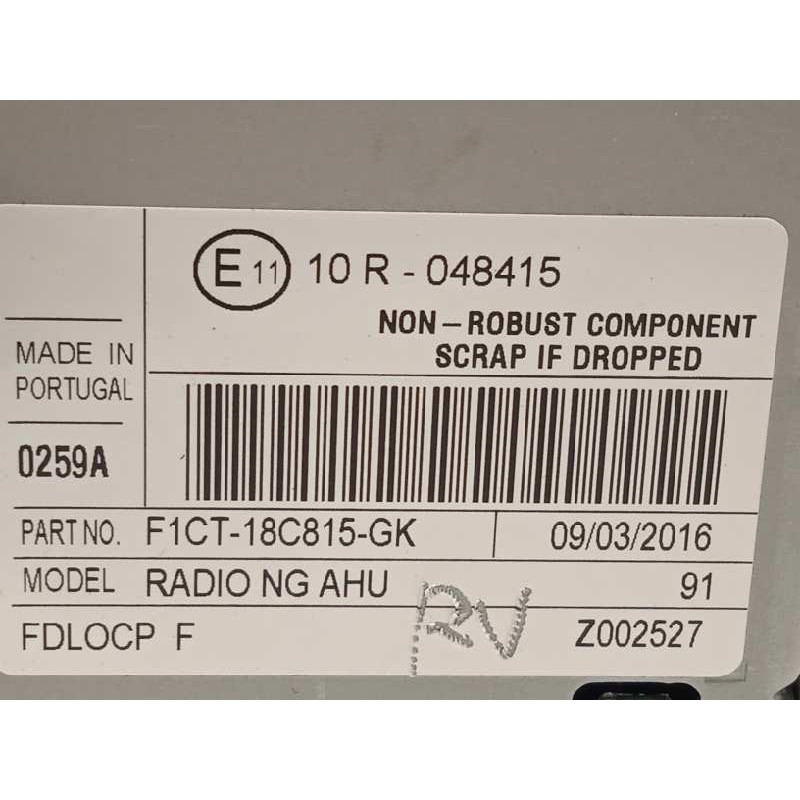 E 11 10 R - 048415
NON - ROBUST COMPONENT
SCRAP IF DROPPED
MADE IN
PORTUGAL
0259A
PART NO. F1CT-18C815-GK 09/03/2016
MODEL RADIO NG AHU 91
FDLOCP F Z002527
RV